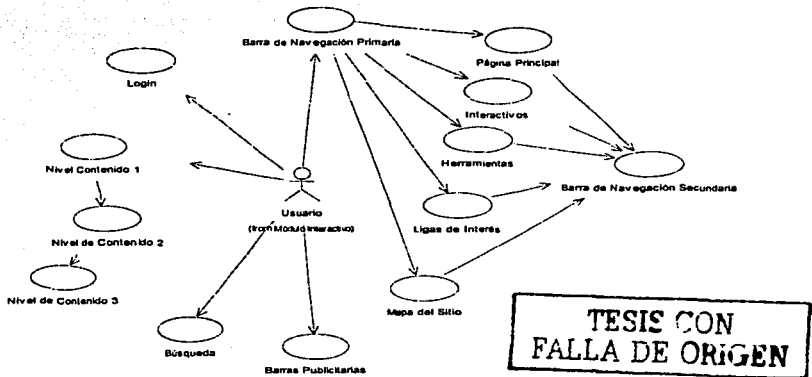 Barra de Navegación Primaria
Página Principal
Login
Interactivos
Herramientas
Nivel Contenido 1
Barra de Navegación Secundaria
Usuario
(from Módulo Interactivo)
Ligas de Interés
Nivel de Contenido 2
Nivel de Contenido 3
Mapa del Sitio
Búsqueda
Barras Publicitarias
TESIS CON
FALLA DE ORIGEN